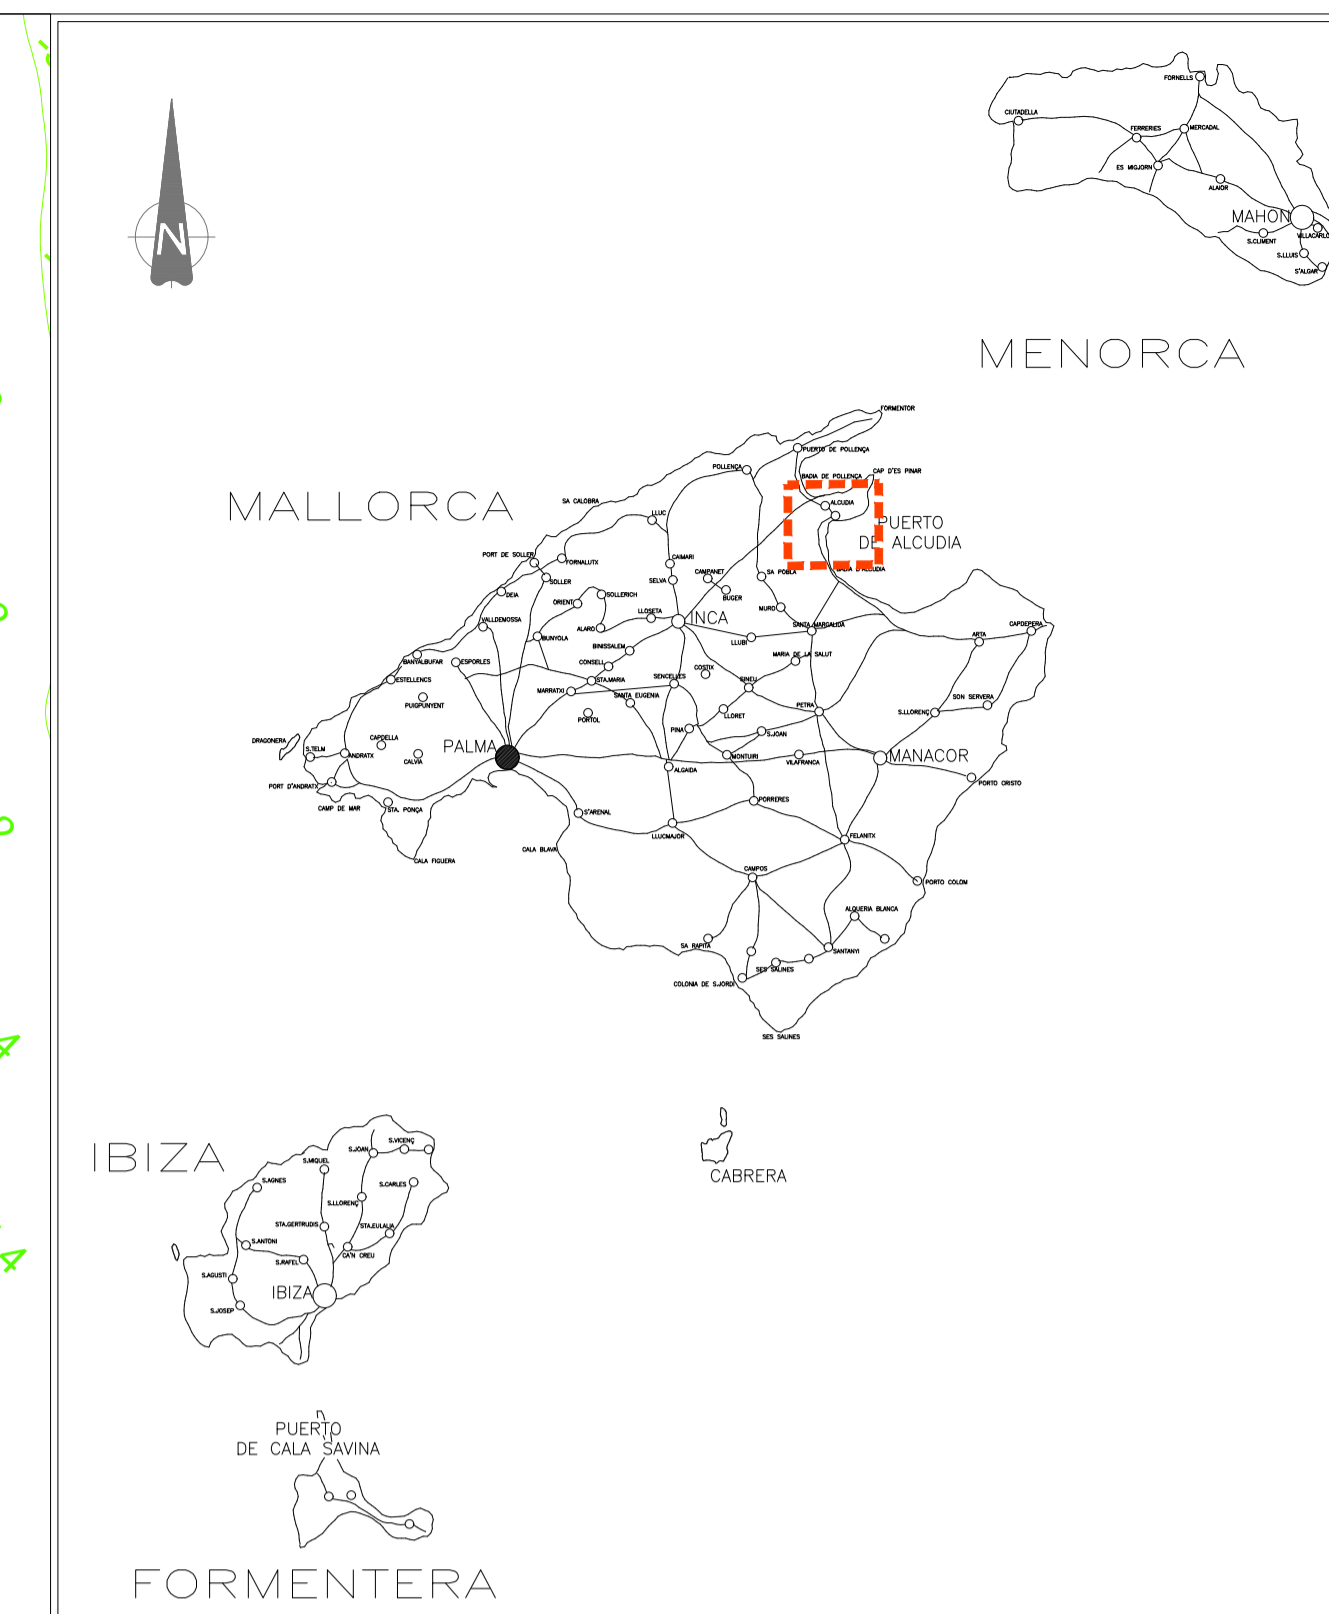 FORNELLS
CIUTADELLA
FERRERIES
MERCADAL
ES MIGJORN
ALAIOR
MAHON
S.CLIMENT
S.LLUIS
S'ALGAR
N
MENORCA
MALLORCA
FORMENTOR
PUERTO DE POLLENÇA
POLLENÇA
BADIA DE POLLENÇA
CAP D'ES PINAR
SA CALOBRA
LLUC
ALCUDIA
PUERTO
DE ALCUDIA
PORT DE SOLLER
FORNALUTX
CAIMARI
SOLLER
SELVA
CAMPANET
SA POBLA
BADIA D'ALCUDIA
DEIA
ORIENT
SOLLERICH
BUGER
LLOSETA
INCA
MURO
VALLDEMOSSA
ALARO
SANTA MARGALIDA
CAPDEPERA
BUNYOLA
BINISSALEM
LLUBI
ARTA
BANYALBUFAR
ESPORLES
CONSELL
COSTIX
MARIA DE LA SALUT
ESTELLENCS
STA.MARIA
SENCELLES
SINEU
MARRATXI
SANTA EUGENIA
SON SERVERA
PUIGPUNYENT
PORTOL
LLORET
PETRA
S.LLORENÇ
PINA
S.JOAN
DRAGONERA
S.TELM
CAPDELLA
PALMA
ANDRATX
CALVIA
MONTUIRI
VILAFRANCA
MANACOR
ALGAIDA
PORT D'ANDRATX
PORTO CRISTO
CAMP DE MAR
STA. PONÇA
S'ARENAL
PORRERES
LLUCMAJOR
FELANITX
CALA BLAVA
CALA FIGUERA
CAMPOS
PORTO COLOM
ALQUERIA BLANCA
SA RAPITA
SANTANYI
SES SALINES
COLONIA DE S.JORDI
SES SALINES
CABRERA
IBIZA
S.JOAN
S.VICENÇ
S.MIQUEL
S.AGNES
S.CARLES
S.LLORENÇ
STA.GERTRUDIS
STA.EULALIA
S.ANTONI
CA'N CREU
S.RAFEL
S.AGUSTI
IBIZA
S.JOSEP
PUERTO
DE CALA SAVINA
FORMENTERA